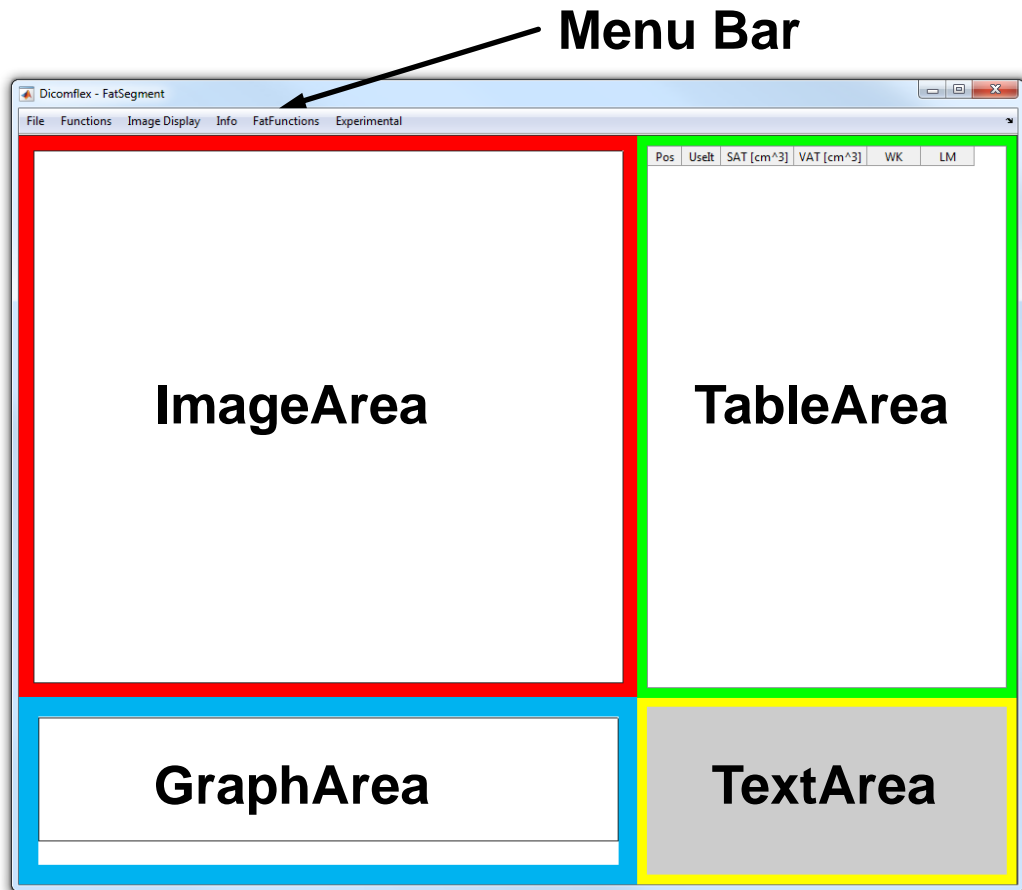 Menu Bar
Dicomflex - FatSegment
File Functions Image Display Info FatFunctions Experimental
Pos UseIt SAT [cm^3] VAT [cm^3] WK LM
ImageArea
TableArea
GraphArea
TextArea